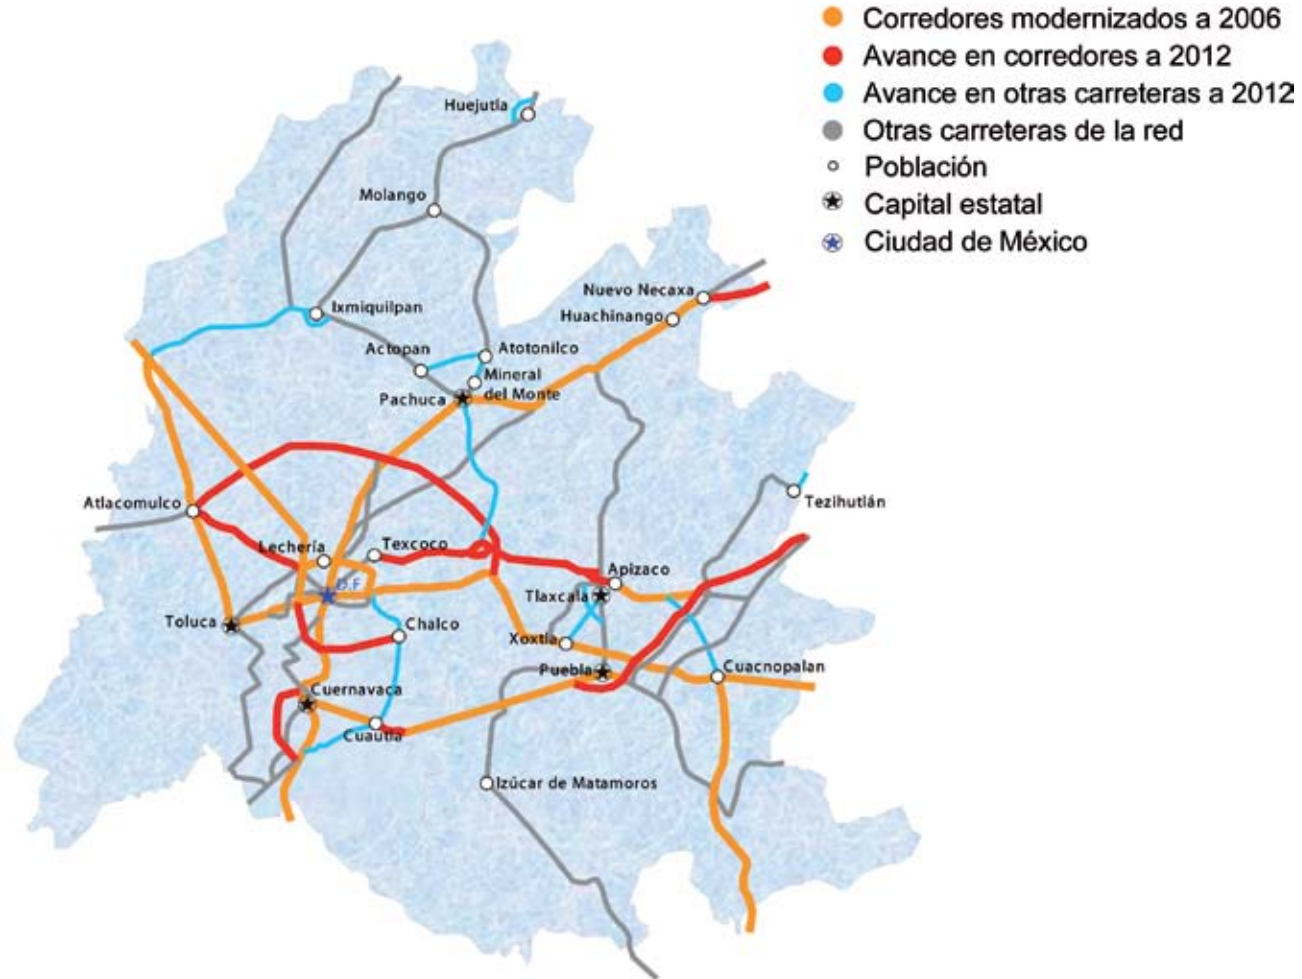 Corredores modernizados a 2006
Avance en corredores a 2012
Avance en otras carreteras a 2012
Otras carreteras de la red
Población
Capital estatal
Ciudad de México
Huejutla
Molango
Nuevo Necaxa
Ixmiquilpan
Huachinango
Actopan
Atotonilco
Mineral
del Monte
Pachuca
Atlacomulco
Tezihutlán
Lechería
Texcoco
Apizaco
D.F
Tlaxcala
Toluca
Chalco
Xoxtla
Puebla
Cuacnopalan
Cuernavaca
Cuautla
Izúcar de Matamoros